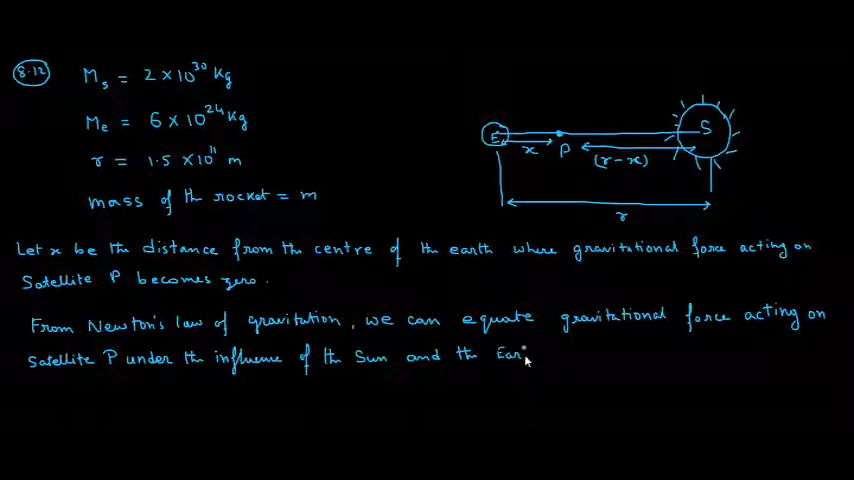 8.12
Ms = 2 × 10^30 Kg
Me = 6 × 10^24 Kg
r = 1.5 × 10^11 m
mass of the rocket = m
E
S
x
P
(r-x)
r
Let x be the distance from the centre of the earth where gravitational force acting on
Satellite P becomes zero.
From Newton's law of gravitation, we can equate gravitational force acting on
Satellite P under the influence of the Sun and the Ear